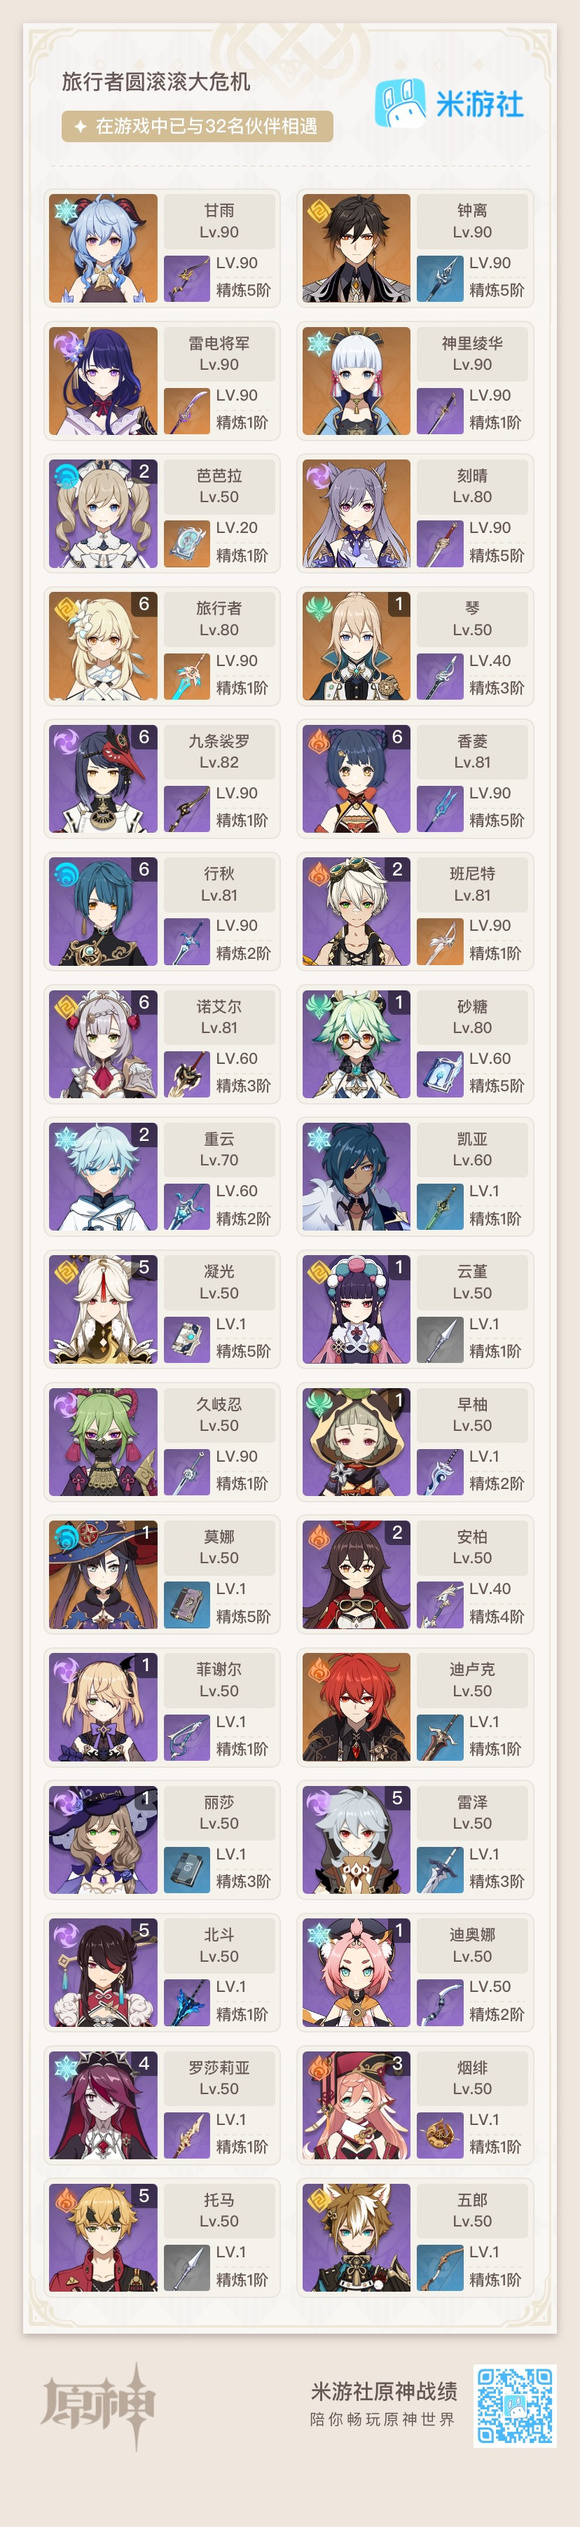 旅行者圆滚滚大危机
在游戏中已与32名伙伴相遇
米游社
甘雨
Lv.90
LV.90
精炼5阶
钟离
Lv.90
LV.90
精炼5阶
雷电将军
Lv.90
LV.90
精炼1阶
神里绫华
Lv.90
LV.90
精炼1阶
2
芭芭拉
Lv.50
LV.20
精炼1阶
刻晴
Lv.80
LV.90
精炼5阶
6
旅行者
Lv.80
LV.90
精炼1阶
1
琴
Lv.50
LV.40
精炼3阶
6
九条裟罗
Lv.82
LV.90
精炼1阶
6
香菱
Lv.81
LV.90
精炼5阶
6
行秋
Lv.81
LV.90
精炼2阶
2
班尼特
Lv.81
LV.90
精炼1阶
6
诺艾尔
Lv.81
LV.60
精炼3阶
1
砂糖
Lv.80
LV.60
精炼5阶
2
重云
Lv.70
LV.60
精炼2阶
凯亚
Lv.60
LV.1
精炼1阶
5
凝光
Lv.50
LV.1
精炼5阶
1
云堇
Lv.50
LV.1
精炼1阶
久岐忍
Lv.50
LV.90
精炼1阶
1
早柚
Lv.50
LV.1
精炼2阶
1
莫娜
Lv.50
LV.1
精炼5阶
2
安柏
Lv.50
LV.40
精炼4阶
1
菲谢尔
Lv.50
LV.1
精炼1阶
迪卢克
Lv.50
LV.1
精炼1阶
1
丽莎
Lv.50
LV.1
精炼3阶
5
雷泽
Lv.50
LV.1
精炼3阶
5
北斗
Lv.50
LV.1
精炼1阶
1
迪奥娜
Lv.50
LV.50
精炼2阶
4
罗莎莉亚
Lv.50
LV.1
精炼1阶
3
烟绯
Lv.50
LV.1
精炼1阶
5
托马
Lv.50
LV.1
精炼1阶
五郎
Lv.50
LV.1
精炼1阶
原神
米游社原神战绩
陪你畅玩原神世界